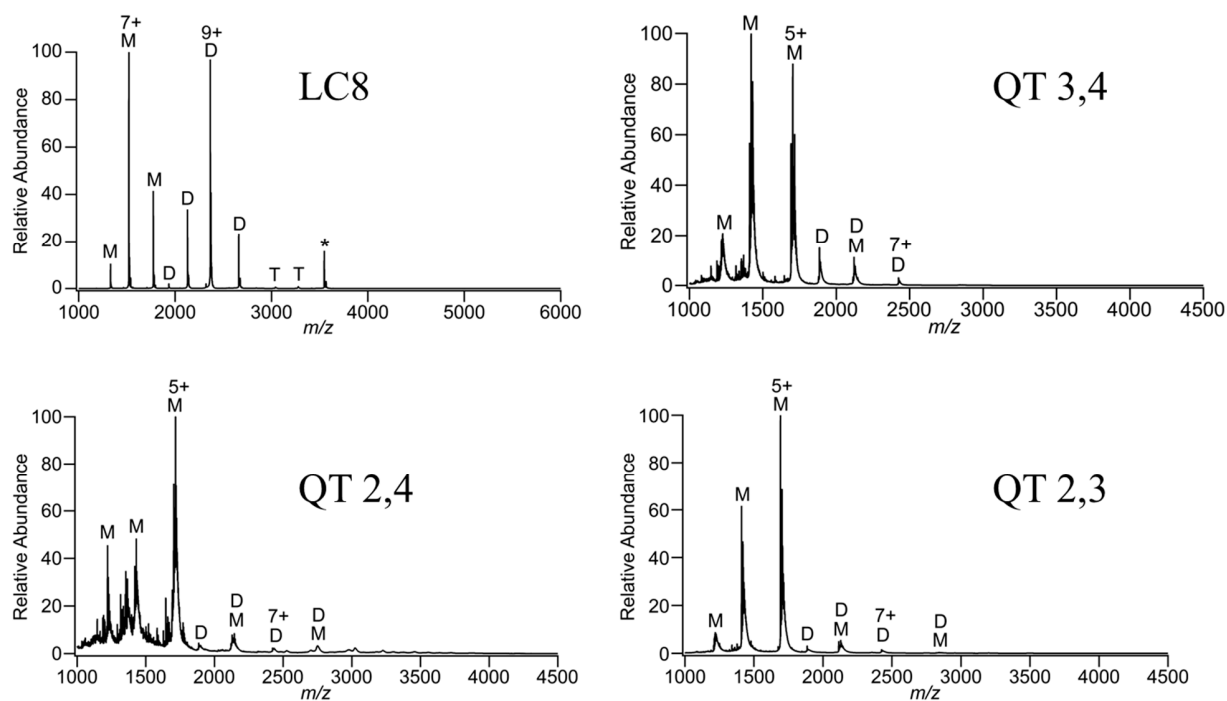 7+
M
9+
D
100
80
60
40
20
0
Relative Abundance
LC8
M
M
D
D
D
T
T
*
1000
2000
3000
4000
5000
6000
m/z
M
5+
M
100
80
60
40
20
0
Relative Abundance
QT 3,4
M
D
D
M
7+
D
1000
1500
2000
2500
3000
3500
4000
4500
m/z
5+
M
100
80
60
40
20
0
Relative Abundance
QT 2,4
M
M
D
D
M
7+
D
D
M
1000
1500
2000
2500
3000
3500
4000
4500
m/z
5+
M
100
80
60
40
20
0
Relative Abundance
QT 2,3
M
M
D
D
M
7+
D
D
M
1000
1500
2000
2500
3000
3500
4000
4500
m/z